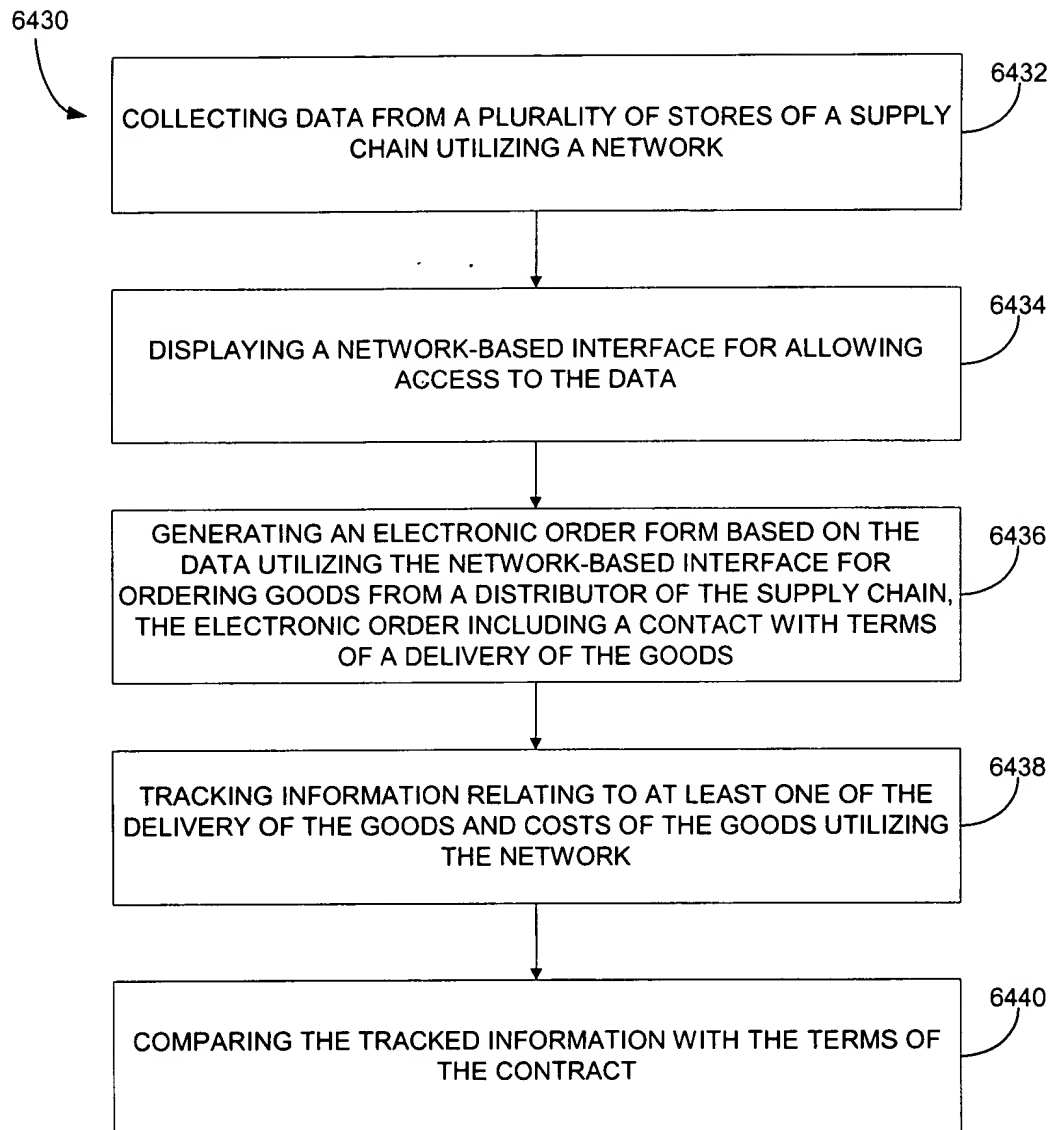 6430
6432
COLLECTING DATA FROM A PLURALITY OF STORES OF A SUPPLY
CHAIN UTILIZING A NETWORK
6434
DISPLAYING A NETWORK-BASED INTERFACE FOR ALLOWING
ACCESS TO THE DATA
6436
GENERATING AN ELECTRONIC ORDER FORM BASED ON THE
DATA UTILIZING THE NETWORK-BASED INTERFACE FOR
ORDERING GOODS FROM A DISTRIBUTOR OF THE SUPPLY CHAIN,
THE ELECTRONIC ORDER INCLUDING A CONTACT WITH TERMS
OF A DELIVERY OF THE GOODS
6438
TRACKING INFORMATION RELATING TO AT LEAST ONE OF THE
DELIVERY OF THE GOODS AND COSTS OF THE GOODS UTILIZING
THE NETWORK
6440
COMPARING THE TRACKED INFORMATION WITH THE TERMS OF
THE CONTRACT